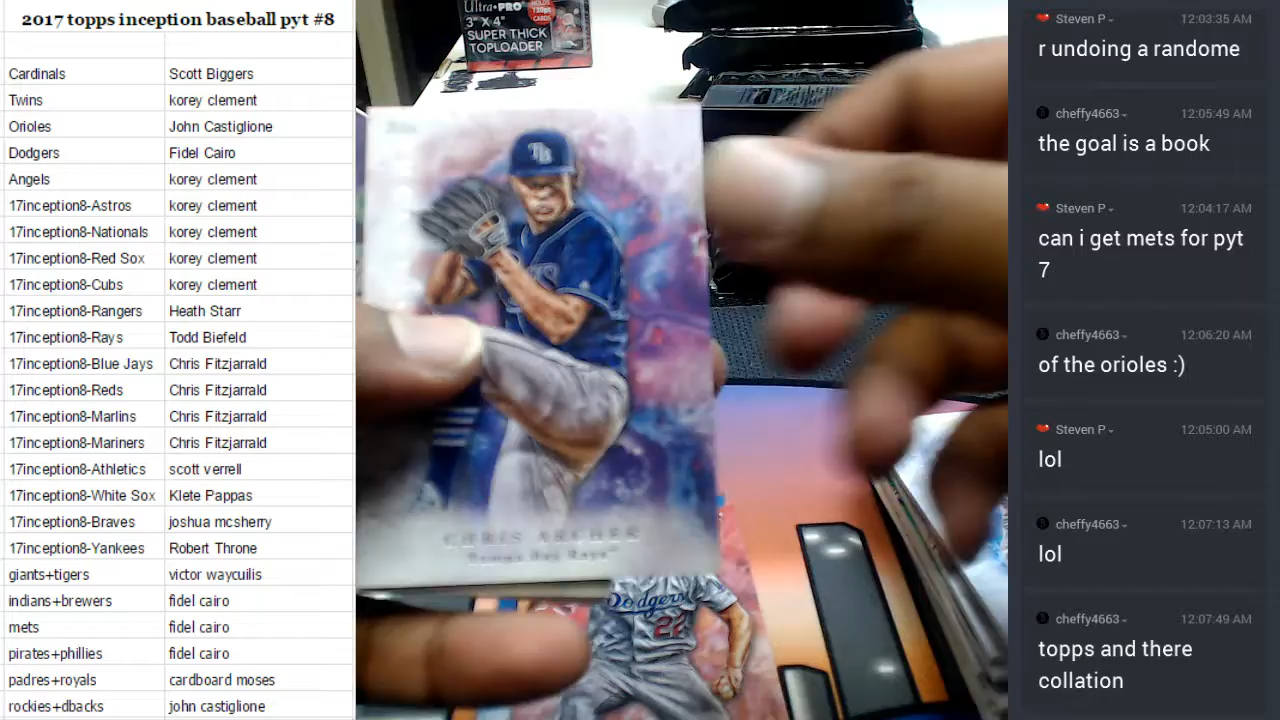 2017 topps inception baseball pyt #8
Cardinals Scott Biggers
Twins korey clement
Orioles John Castiglione
Dodgers Fidel Cairo
Angels korey clement
17inception8-Astros korey clement
17inception8-Nationals korey clement
17inception8-Red Sox korey clement
17inception8-Cubs korey clement
17inception8-Rangers Heath Starr
17inception8-Rays Todd Biefeld
17inception8-Blue Jays Chris Fitzjarrald
17inception8-Reds Chris Fitzjarrald
17inception8-Marlins Chris Fitzjarrald
17inception8-Mariners Chris Fitzjarrald
17inception8-Athletics scott verrell
17inception8-White Sox Klete Pappas
17inception8-Braves joshua mcsherry
17inception8-Yankees Robert Throne
giants+tigers victor waycuilis
indians+brewers fidel cairo
mets fidel cairo
pirates+phillies fidel cairo
padres+royals cardboard moses
rockies+dbacks john castiglione
Ultra·PRO
3" X 4"
SUPER THICK
TOPLOADER
HOLDS
120pt
CARDS
TB
CHRIS ARCHER
Tampa Bay Rays™
Dodgers
22
Steven P 12:03:35 AM
r undoing a randome
cheffy4663 12:05:49 AM
the goal is a book
Steven P 12:04:17 AM
can i get mets for pyt
7
cheffy4663 12:06:20 AM
of the orioles :)
Steven P 12:05:00 AM
lol
cheffy4663 12:07:13 AM
lol
cheffy4663 12:07:49 AM
topps and there
collation